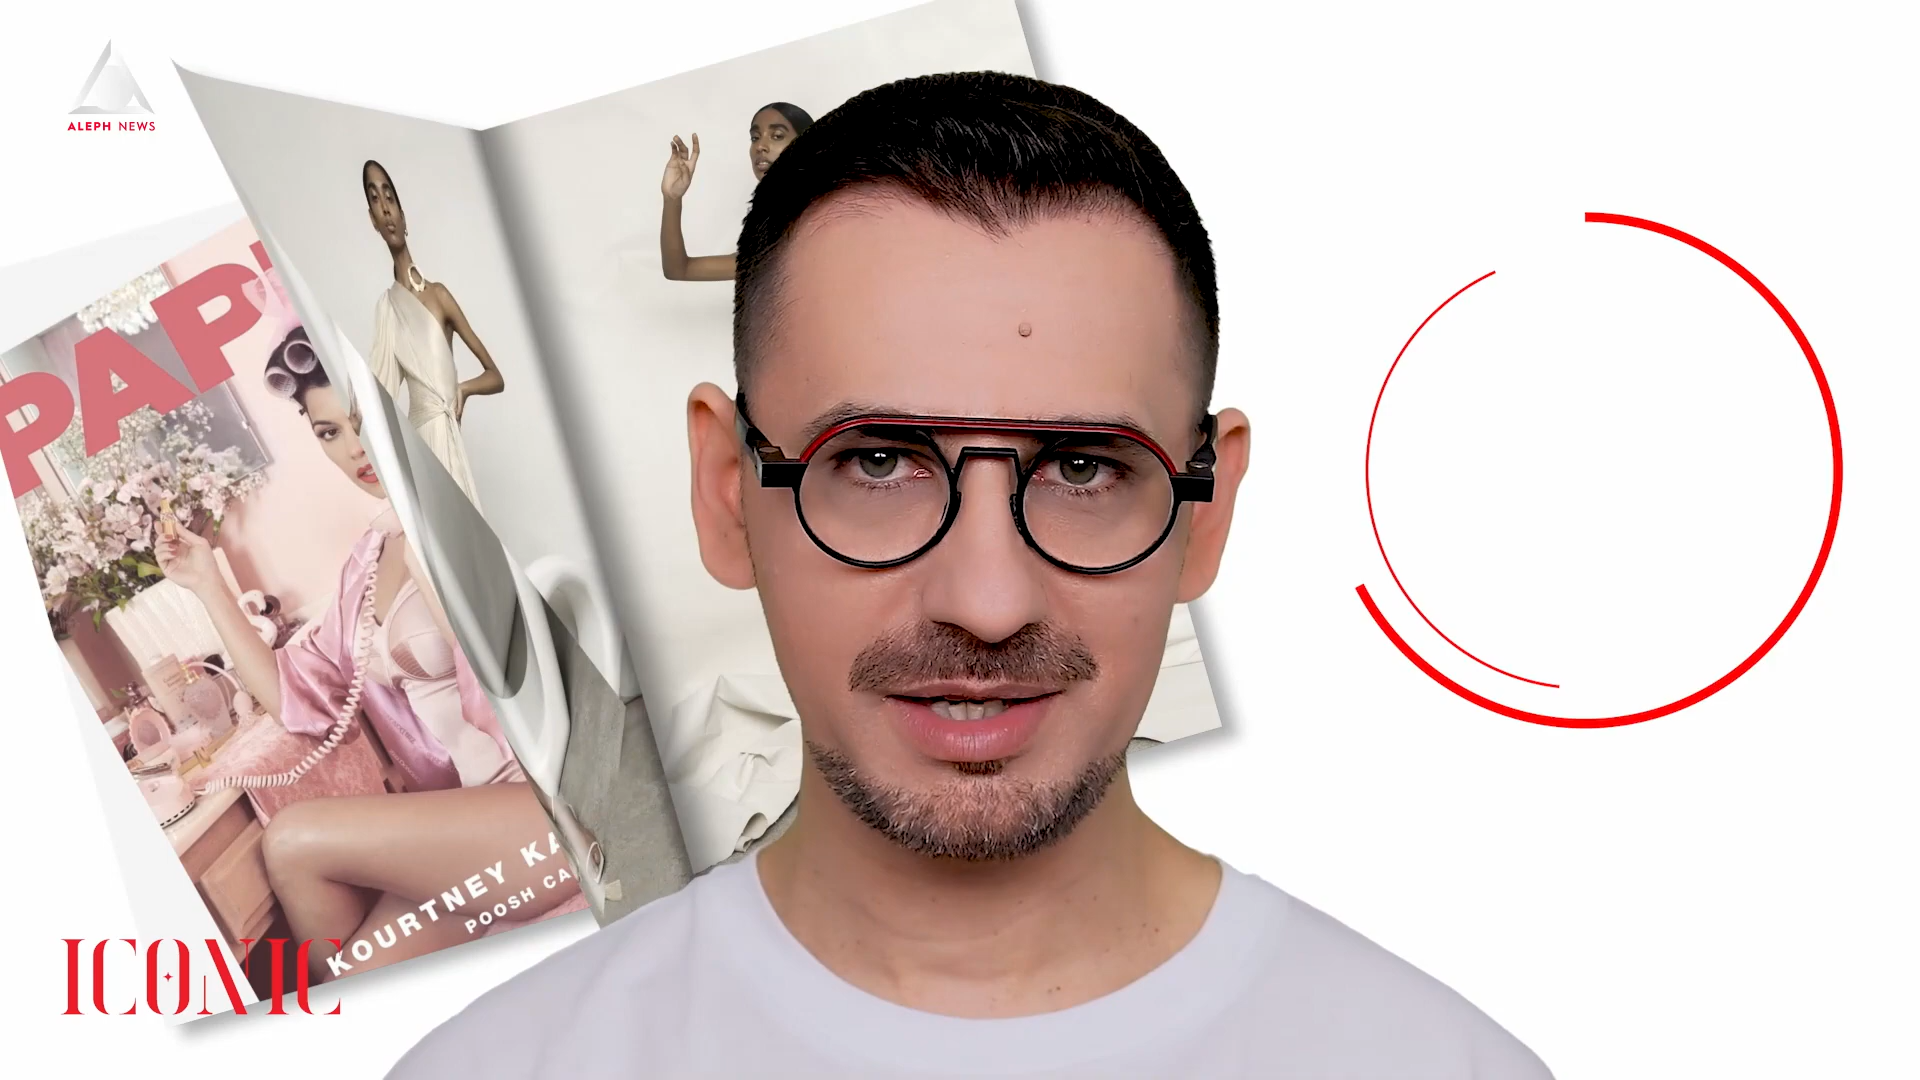 ALEPH NEWS
PAP
KOURTNEY KA
POOSH CA
ICONIC